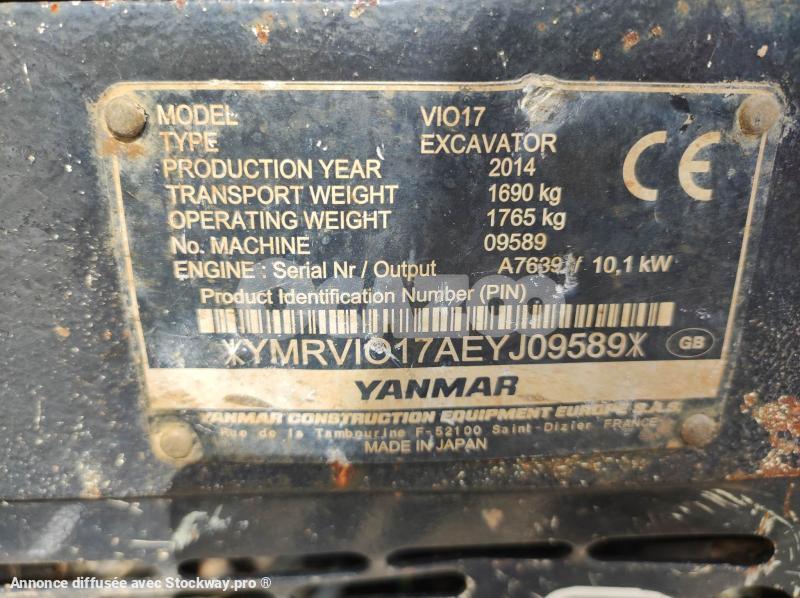 MODEL VIO17
TYPE EXCAVATOR
PRODUCTION YEAR 2014
TRANSPORT WEIGHT 1690 kg
OPERATING WEIGHT 1765 kg
No. MACHINE 09589
ENGINE : Serial Nr / Output A7639 / 10,1 kW
CE
Product Identification Number (PIN)
*YMRVIO17AEYJ09589*
GB
YANMAR
YANMAR CONSTRUCTION EQUIPMENT EUROPE S.A.S
Rue de la Tambourine F-52100 Saint-Dizier FRANCE
MADE IN JAPAN
Annonce diffusée avec Stockway.pro ®